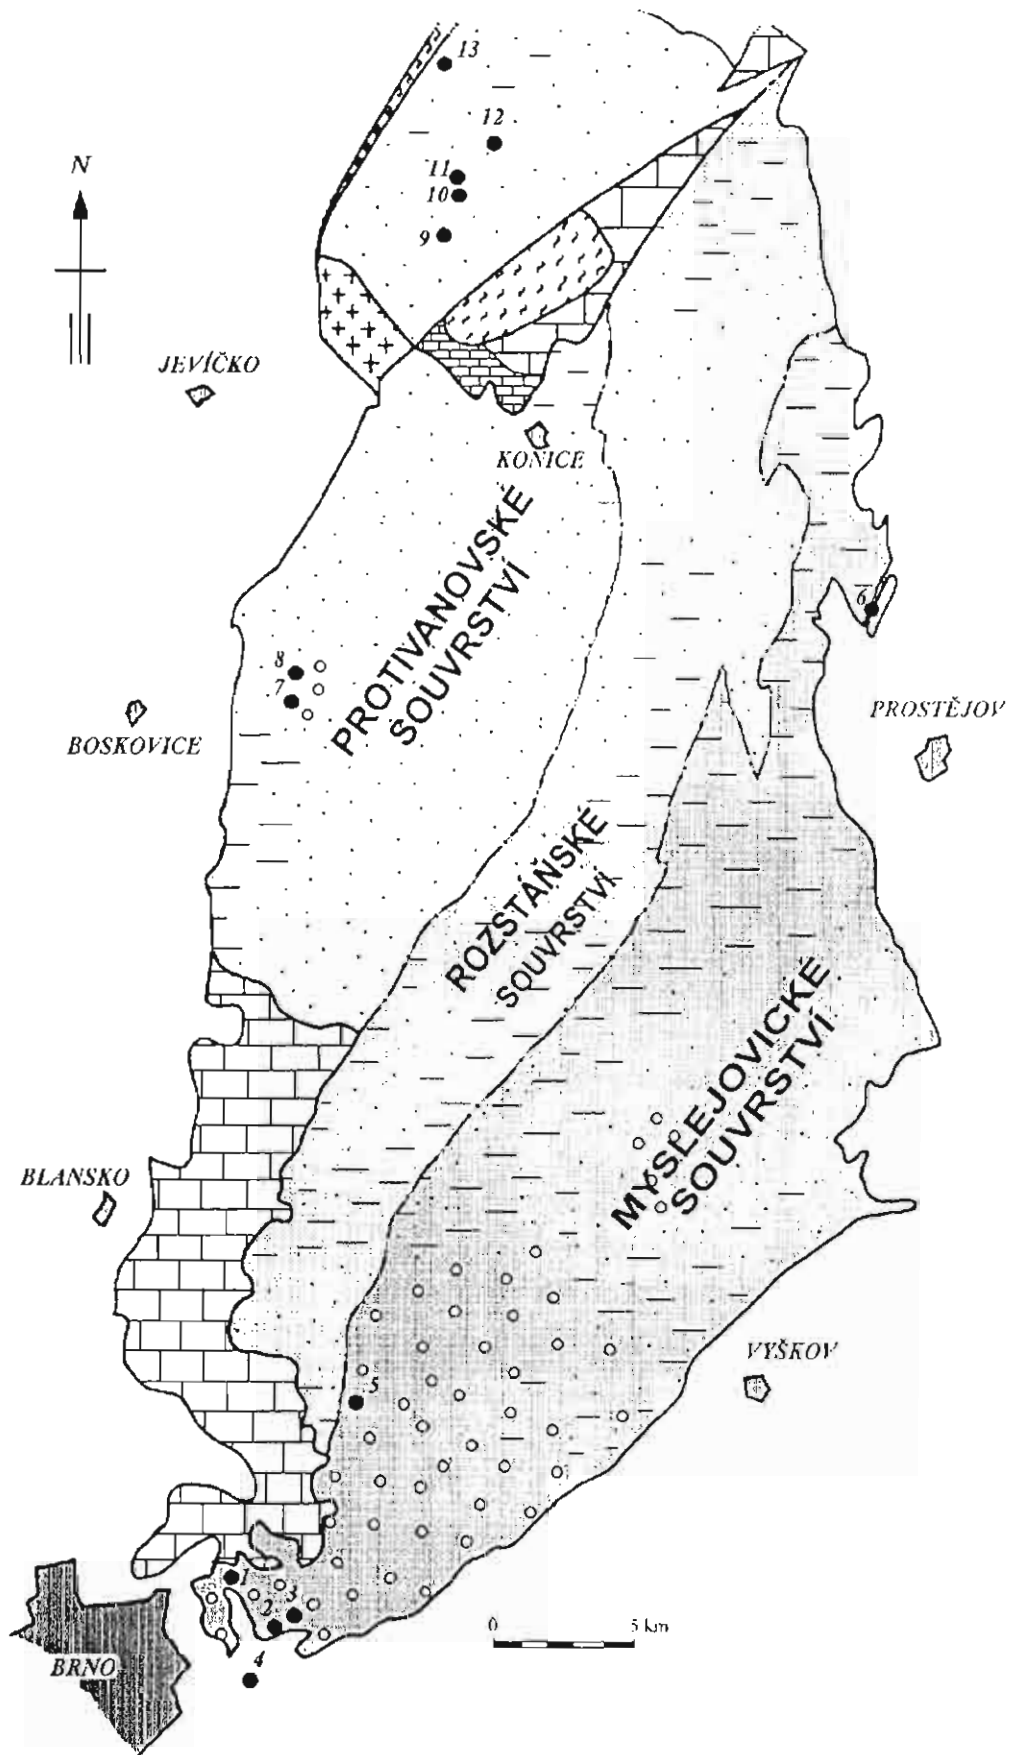 13
12
N
11
10
9
JEVÍČKO
KONICE
PROTIVANOVSKÉ
SOUVRSTVÍ
6
8
7
BOSKOVICE
PROSTĚJOV
ROZSTÁŇSKÉ
SOUVRSTVÍ
MYSLEJOVICKÉ
SOUVRSTVÍ
BLANSKO
VYŠKOV
5
1
3
2
0 5 km
4
BRNO